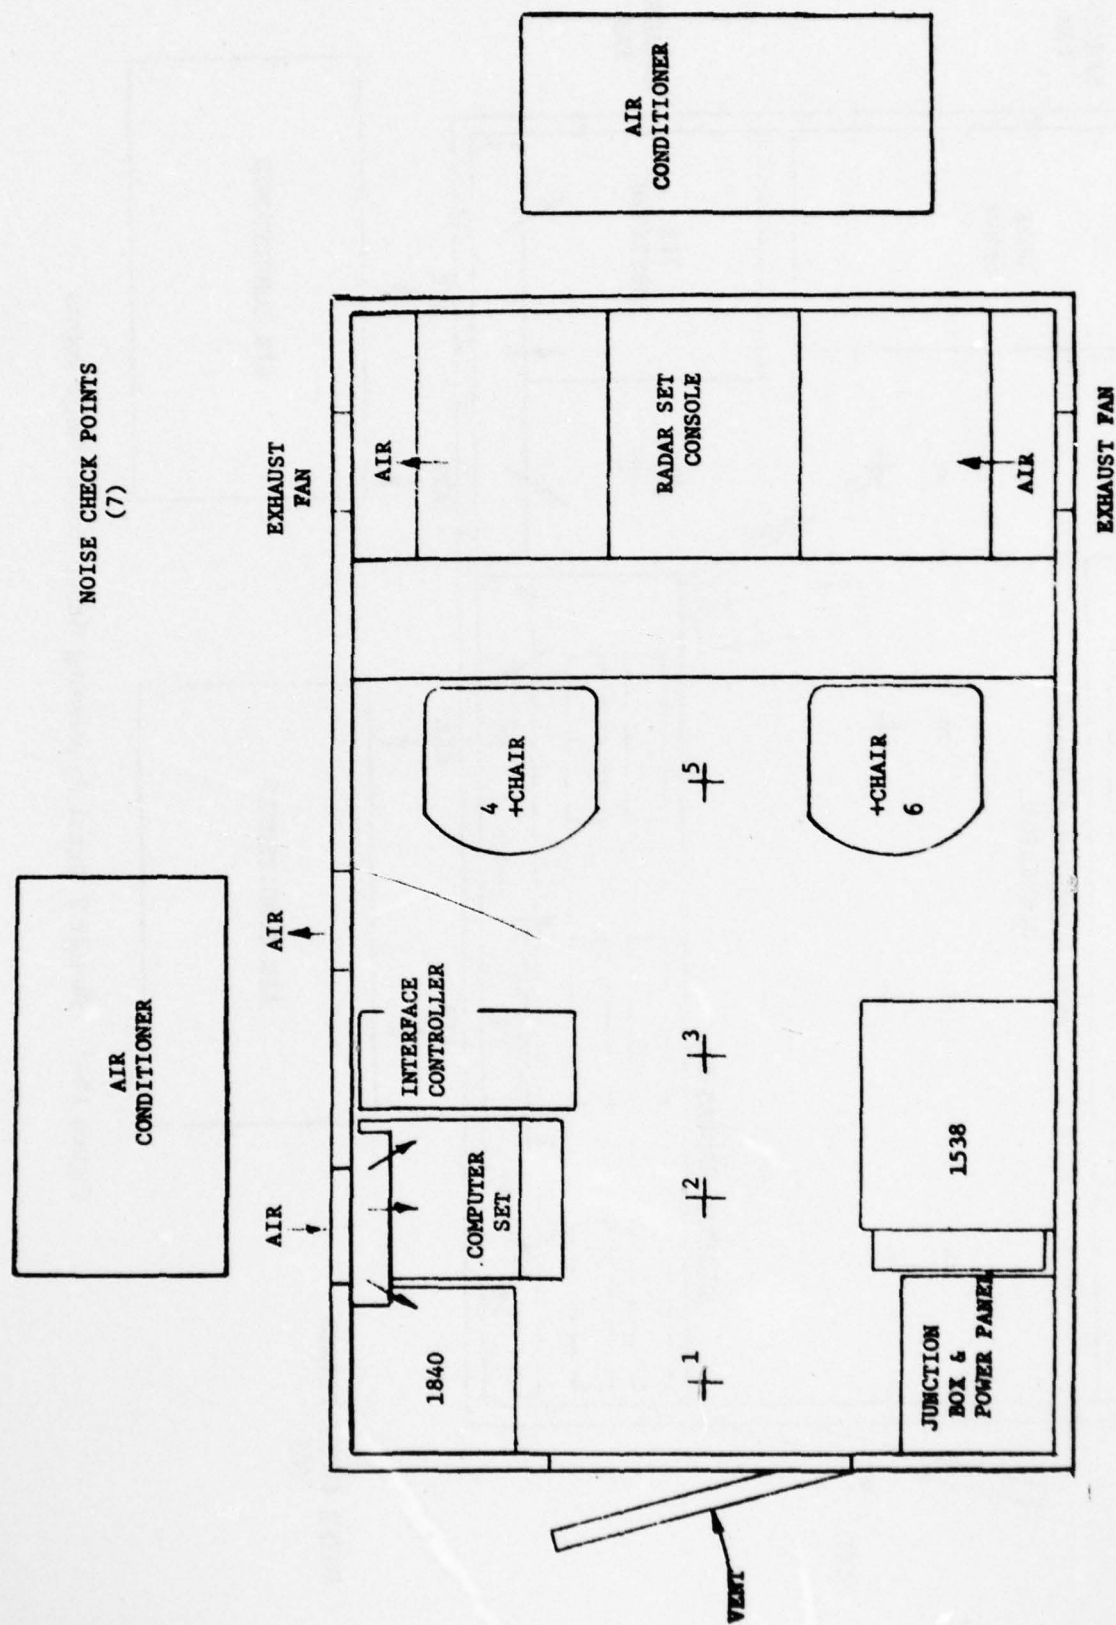 NOISE CHECK POINTS
(7)
AIR
CONDITIONER
AIR
CONDITIONER
EXHAUST
FAN
AIR
AIR
AIR
RADAR SET
CONSOLE
AIR
EXHAUST FAN
INTERFACE
CONTROLLER
COMPUTER
SET
1840
4
+CHAIR
+CHAIR
6
5
3
2
1
1538
JUNCTION
BOX &
POWER PANEL
VENT